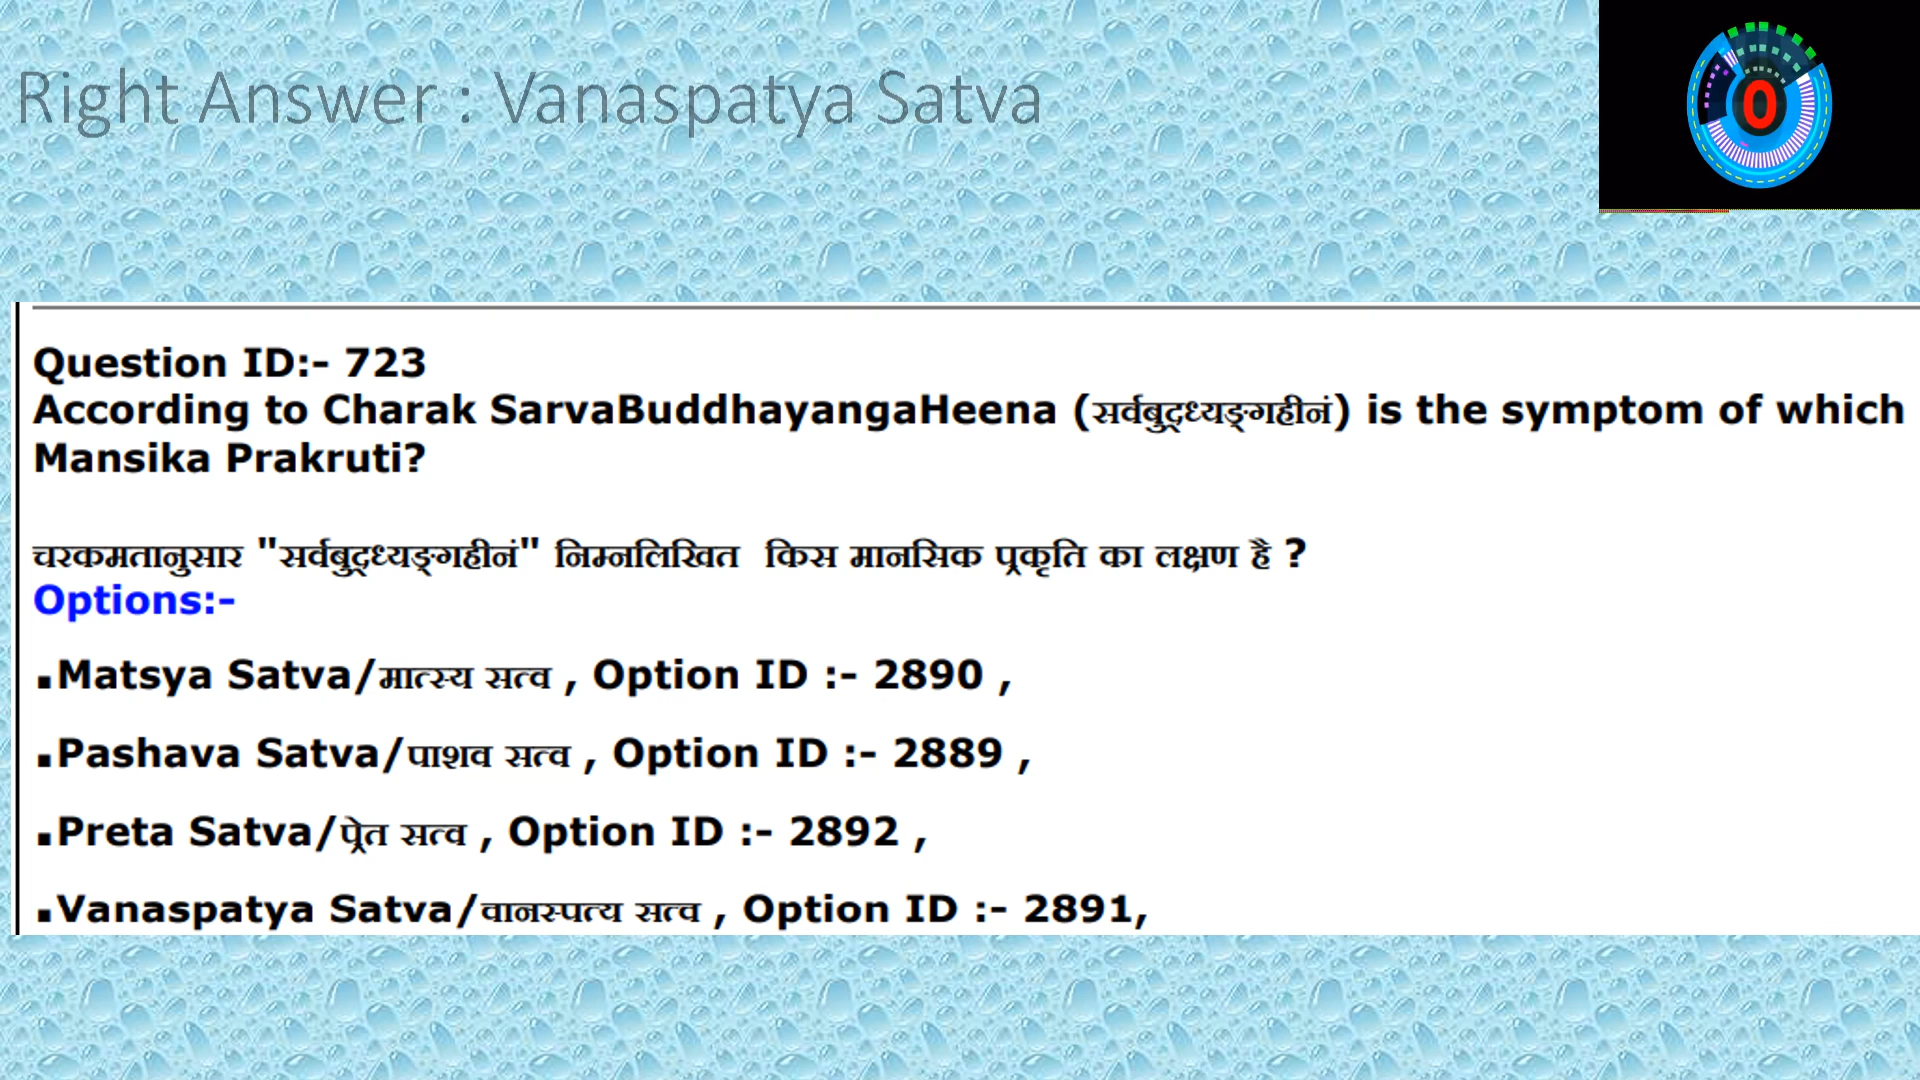 Right Answer : Vanaspatya Satva
0
Question ID:- 723
According to Charak SarvaBuddhayangaHeena (सर्वबुद्ध्यङ्गहीनं) is the symptom of which
Mansika Prakruti?
चरकमतानुसार "सर्वबुद्ध्यङ्गहीनं" निम्नलिखित किस मानसिक प्रकृति का लक्षण है ?
Options:-
▪Matsya Satva/मात्स्य सत्व , Option ID :- 2890 ,
▪Pashava Satva/पाशव सत्व , Option ID :- 2889 ,
▪Preta Satva/प्रेत सत्व , Option ID :- 2892 ,
▪Vanaspatya Satva/वानस्पत्य सत्व , Option ID :- 2891,